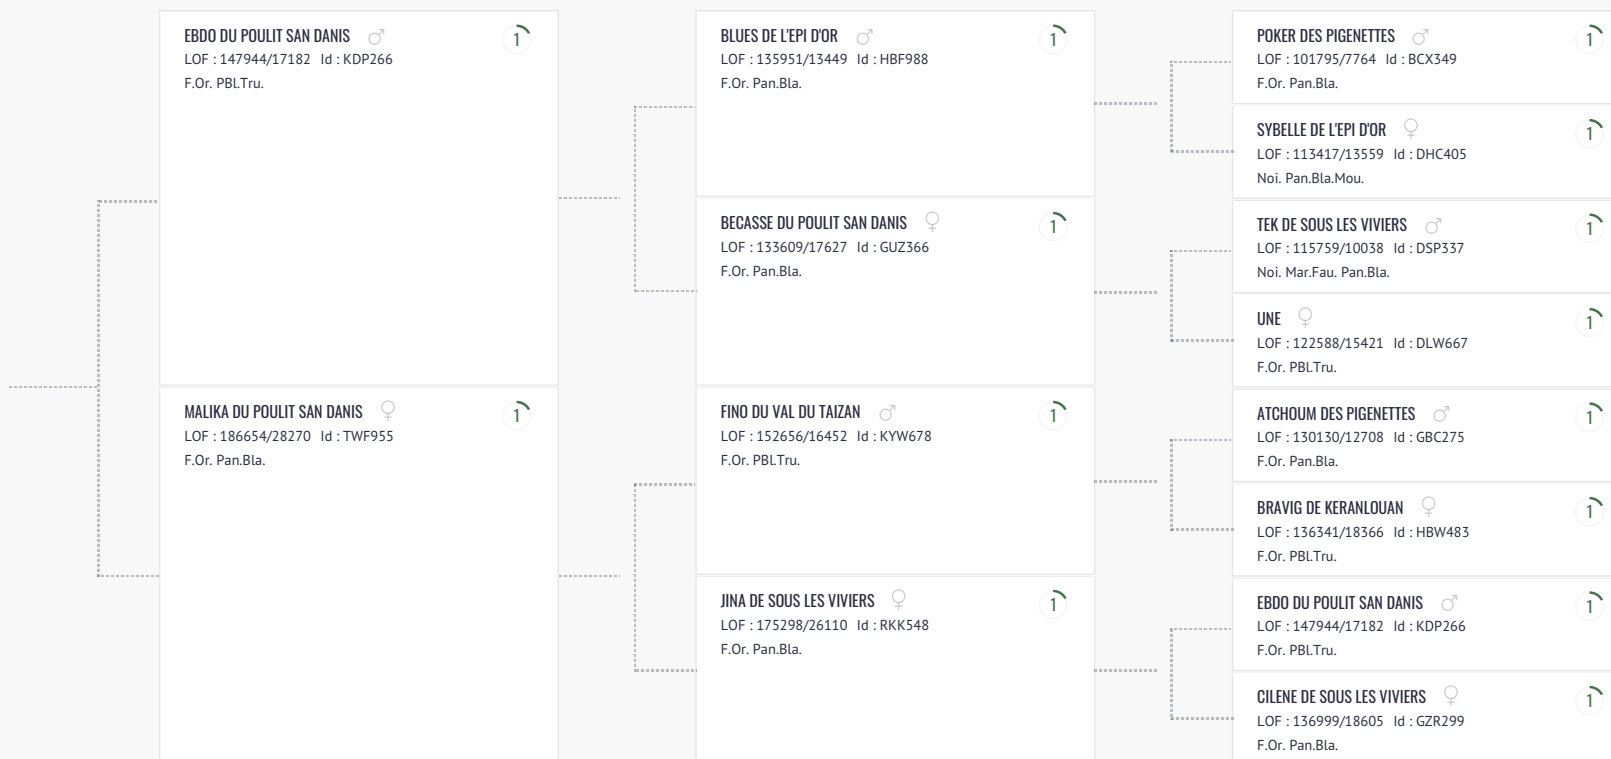 EBDO DU POULIT SAN DANIS
1
LOF : 147944/17182 Id : KDP266
F.Or. PBl.Tru.
MALIKA DU POULIT SAN DANIS
1
LOF : 186654/28270 Id : TWF955
F.Or. Pan.Bla.
BLUES DE L'EPI D'OR
1
LOF : 135951/13449 Id : HBF988
F.Or. Pan.Bla.
BECASSE DU POULIT SAN DANIS
1
LOF : 133609/17627 Id : GUZ366
F.Or. Pan.Bla.
FINO DU VAL DU TAIZAN
1
LOF : 152656/16452 Id : KYW678
F.Or. PBl.Tru.
JINA DE SOUS LES VIVIERS
1
LOF : 175298/26110 Id : RKK548
F.Or. Pan.Bla.
POKER DES PIGENETTES
1
LOF : 101795/7764 Id : BCX349
F.Or. Pan.Bla.
SYBELLE DE L'EPI D'OR
1
LOF : 113417/13559 Id : DHC405
Noi. Pan.Bla.Mou.
TEK DE SOUS LES VIVIERS
1
LOF : 115759/10038 Id : DSP337
Noi. Mar.Fau. Pan.Bla.
UNE
1
LOF : 122588/15421 Id : DLW667
F.Or. PBl.Tru.
ATCHOUM DES PIGENETTES
1
LOF : 130130/12708 Id : GBC275
F.Or. Pan.Bla.
BRAVIG DE KERANLOUAN
1
LOF : 136341/18366 Id : HBW483
F.Or. PBl.Tru.
EBDO DU POULIT SAN DANIS
1
LOF : 147944/17182 Id : KDP266
F.Or. PBl.Tru.
CILENE DE SOUS LES VIVIERS
1
LOF : 136999/18605 Id : GZR299
F.Or. Pan.Bla.